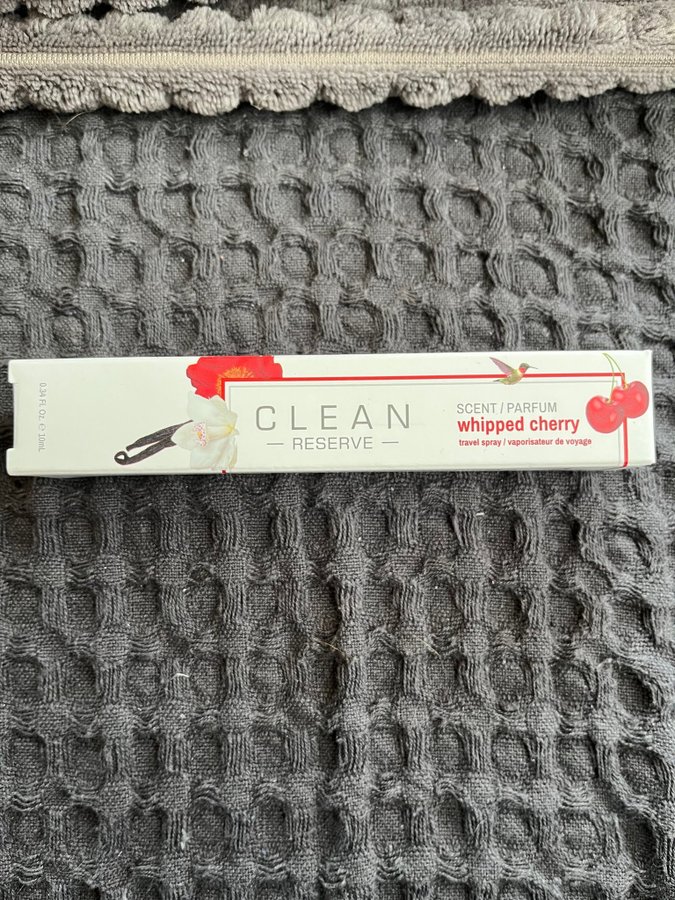 0.34 Fl. Oz. ℮ 10mL
CLEAN
— RESERVE —
SCENT / PARFUM
whipped cherry
travel spray / vaporisateur de voyage